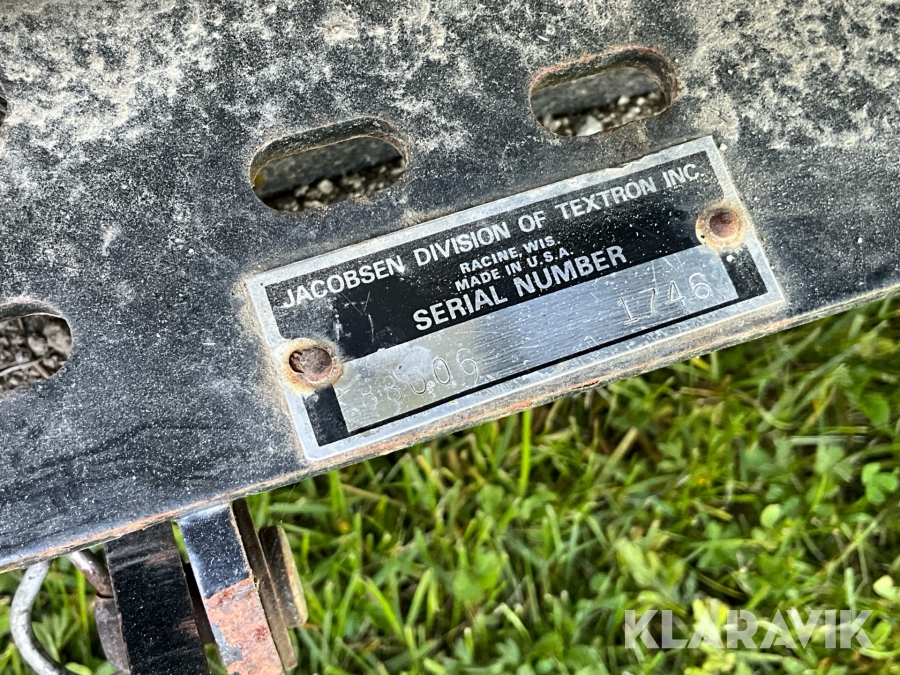 JACOBSEN DIVISION OF TEXTRON INC.
RACINE, WIS.
MADE IN U.S.A.
SERIAL NUMBER
1746
KLARAVIK